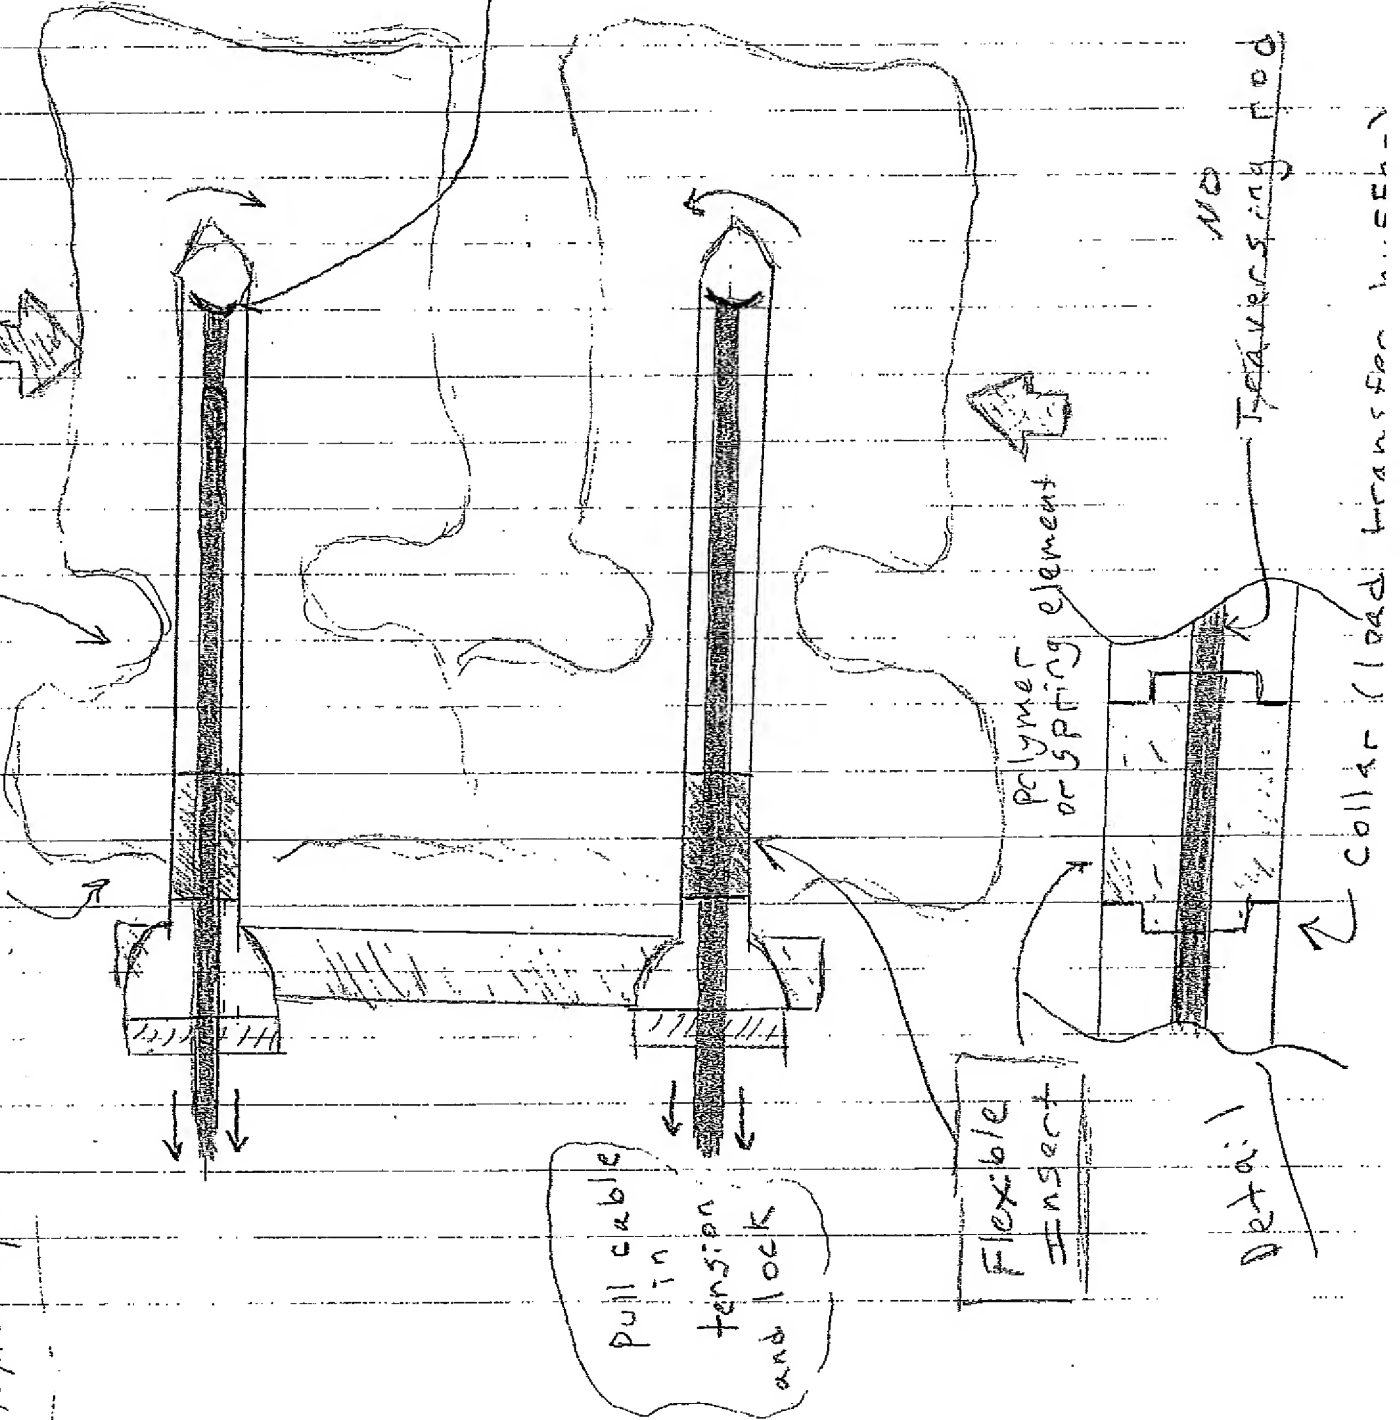 NO
Traversing rod
Collar (load transfer
polymer
or spring element
Flexible
Insert
Detail
Pull cable
in
tension
and lock